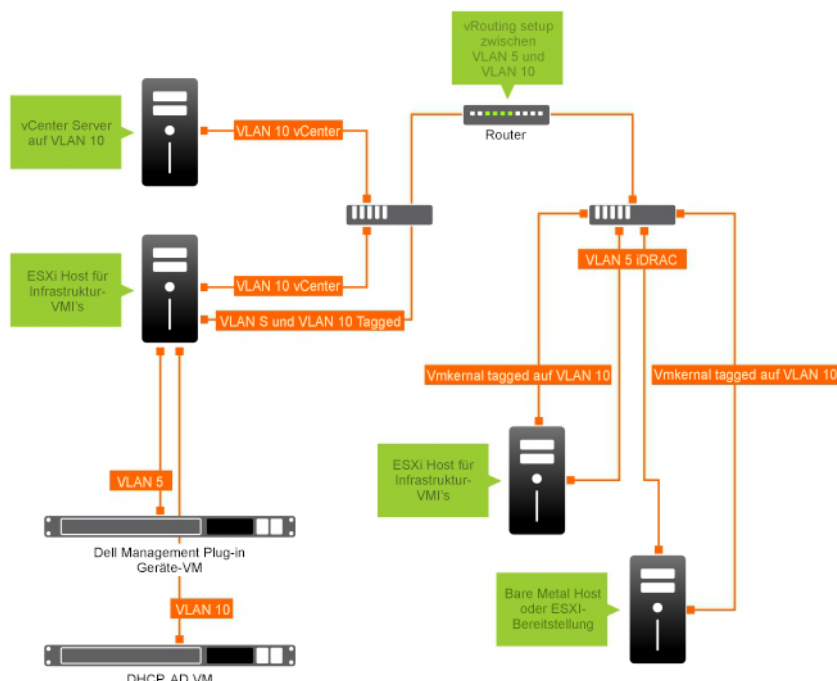 vRouting setup
zwischen
VLAN 5 und
VLAN 10
vCenter Server
auf VLAN 10
VLAN 10 vCenter
Router
ESXi Host für
Infrastruktur-
VMI's
VLAN 10 vCenter
VLAN 5 iDRAC
VLAN S und VLAN 10 Tagged
Vmkernal tagged auf VLAN 10
Vmkernal tagged auf VLAN 10
ESXi Host für
Infrastruktur-
VMI's
VLAN 5
Dell Management Plug-in
Geräte-VM
VLAN 10
Bare Metal Host
oder ESXI-
Bereitstellung
DHCP, AD VM